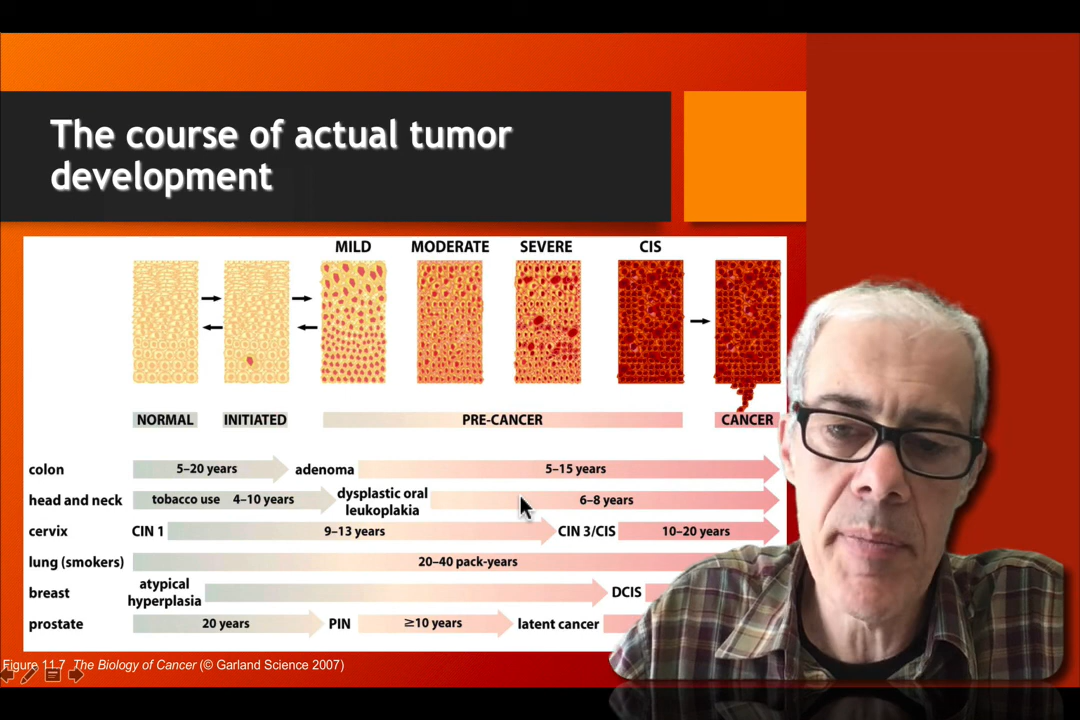 The course of actual tumor
development
MILD MODERATE SEVERE CIS
NORMAL INITIATED PRE-CANCER CANCER
colon 5–20 years adenoma 5–15 years
head and neck tobacco use 4–10 years dysplastic oral leukoplakia 6–8 years
cervix CIN 1 9–13 years CIN 3/CIS 10–20 years
lung (smokers) 20–40 pack-years
breast atypical hyperplasia DCIS
prostate 20 years PIN ≥10 years latent cancer
Figure 11.7 The Biology of Cancer (© Garland Science 2007)